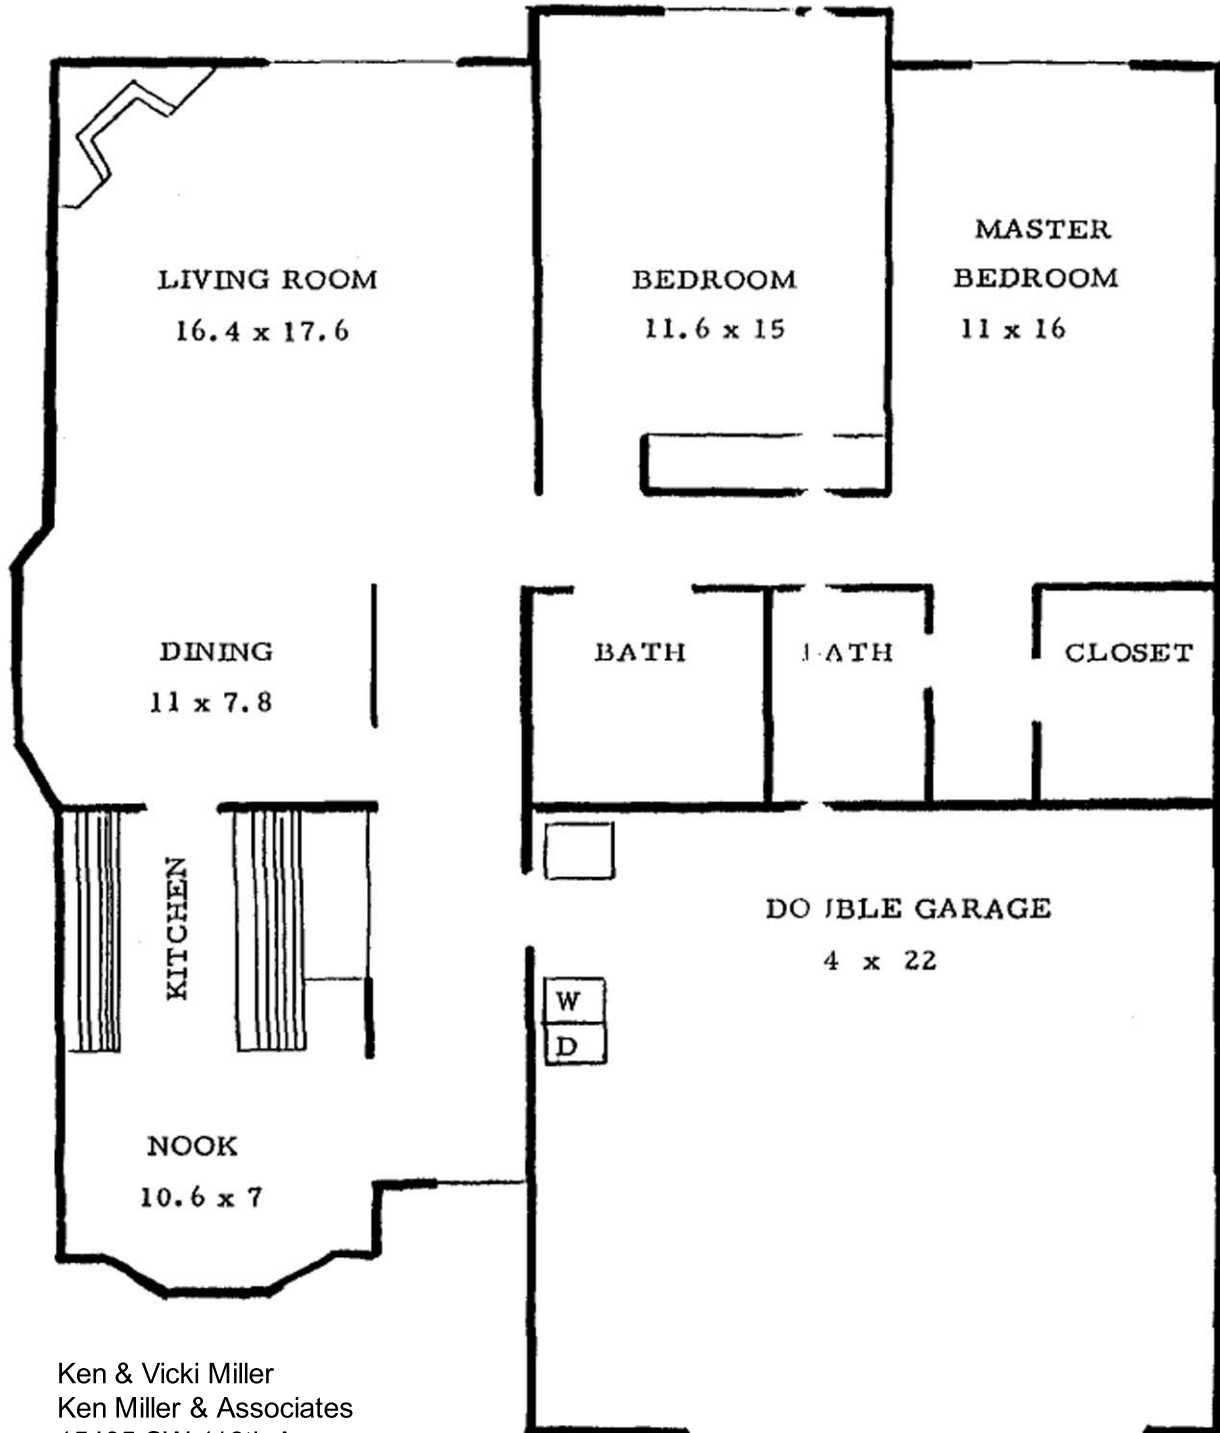 MASTER
LIVING ROOM
16.4 x 17.6
BEDROOM
11.6 x 15
BEDROOM
11 x 16
DINING
11 x 7.8
BATH
CLOSET
KITCHEN
GARAGE
4 x 22
W
D
NOOK
10.6 x 7
Ken & Vicki Miller
Ken Miller & Associates